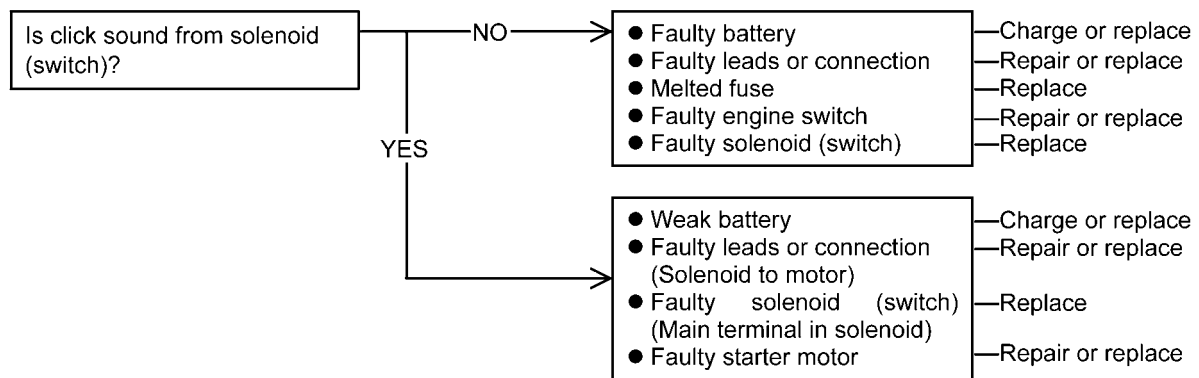 Is click sound from solenoid
(switch)?
NO
● Faulty battery
Charge or replace
● Faulty leads or connection
Repair or replace
● Melted fuse
Replace
● Faulty engine switch
Repair or replace
● Faulty solenoid (switch)
Replace
YES
● Weak battery
Charge or replace
● Faulty leads or connection
Repair or replace
(Solenoid to motor)
● Faulty solenoid (switch)
Replace
(Main terminal in solenoid)
● Faulty starter motor
Repair or replace